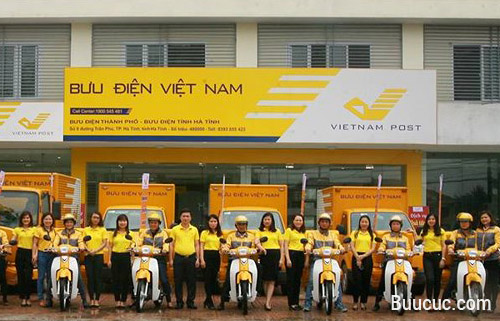 BƯU ĐIỆN VIỆT NAM
Call Center: 1900 545 481
BƯU ĐIỆN THÀNH PHỐ - BƯU ĐIỆN TỈNH HÀ TĨNH
VIETNAM POST
VIETNAM POST
BƯU ĐIỆN VIỆT NAM
BƯU ĐIỆN VIỆT NAM
BƯU ĐIỆN VIỆT NAM
BƯU ĐIỆN VIỆT NAM
Buucuc.com